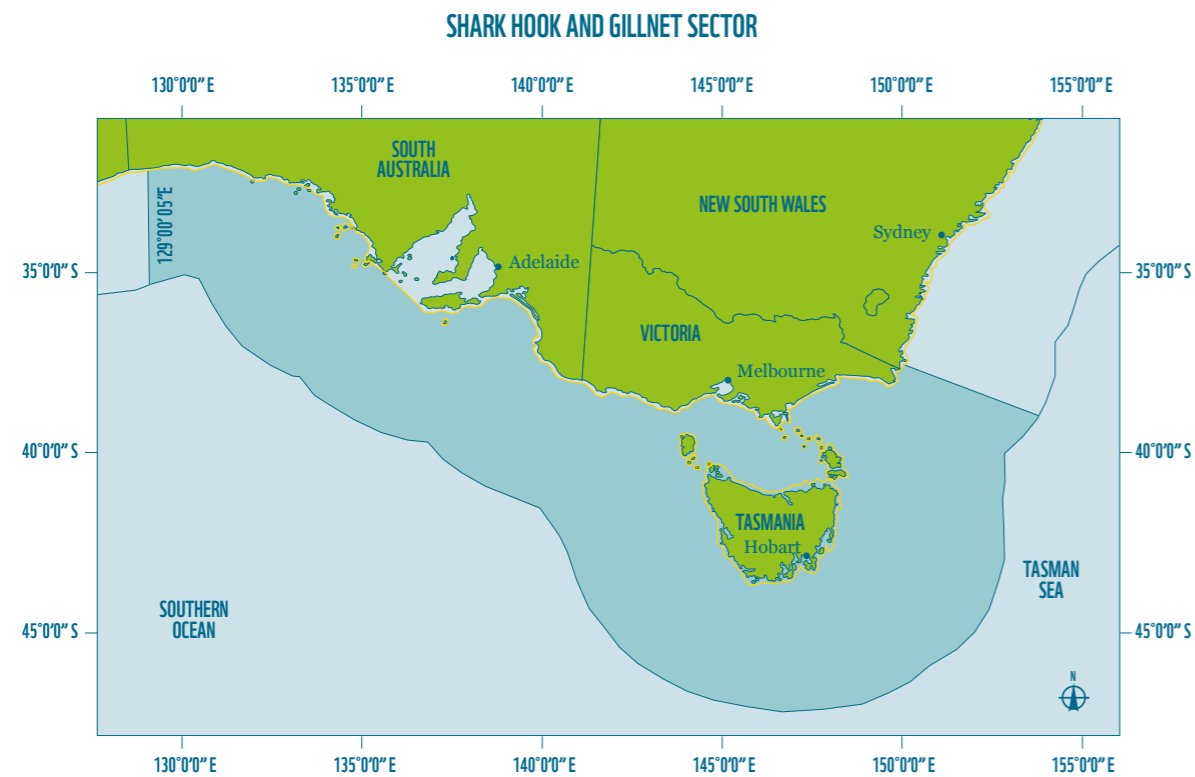 SHARK HOOK AND GILLNET SECTOR
130°0'0" E
135°0'0" E
140°0'0" E
145°0'0" E
150°0'0" E
155°0'0" E
SOUTH
AUSTRALIA
129°00' 05"E
NEW SOUTH WALES
Sydney
35°0'0" S
Adelaide
35°0'0" S
VICTORIA
Melbourne
40°0'0" S
40°0'0" S
TASMANIA
Hobart
TASMAN
SEA
SOUTHERN
OCEAN
45°0'0" S
45°0'0" S
N
130°0'0" E
135°0'0" E
140°0'0" E
145°0'0" E
150°0'0" E
155°0'0" E